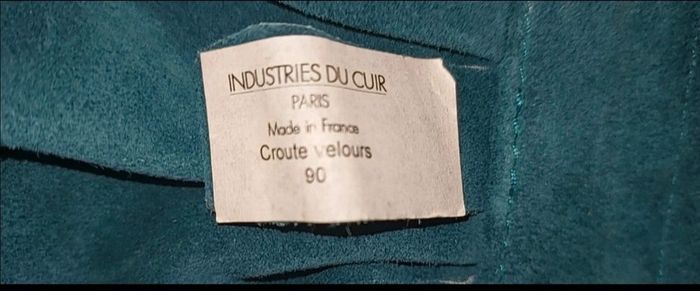 INDUSTRIES DU CUIR
PARIS
Made in France
Croute velours
90